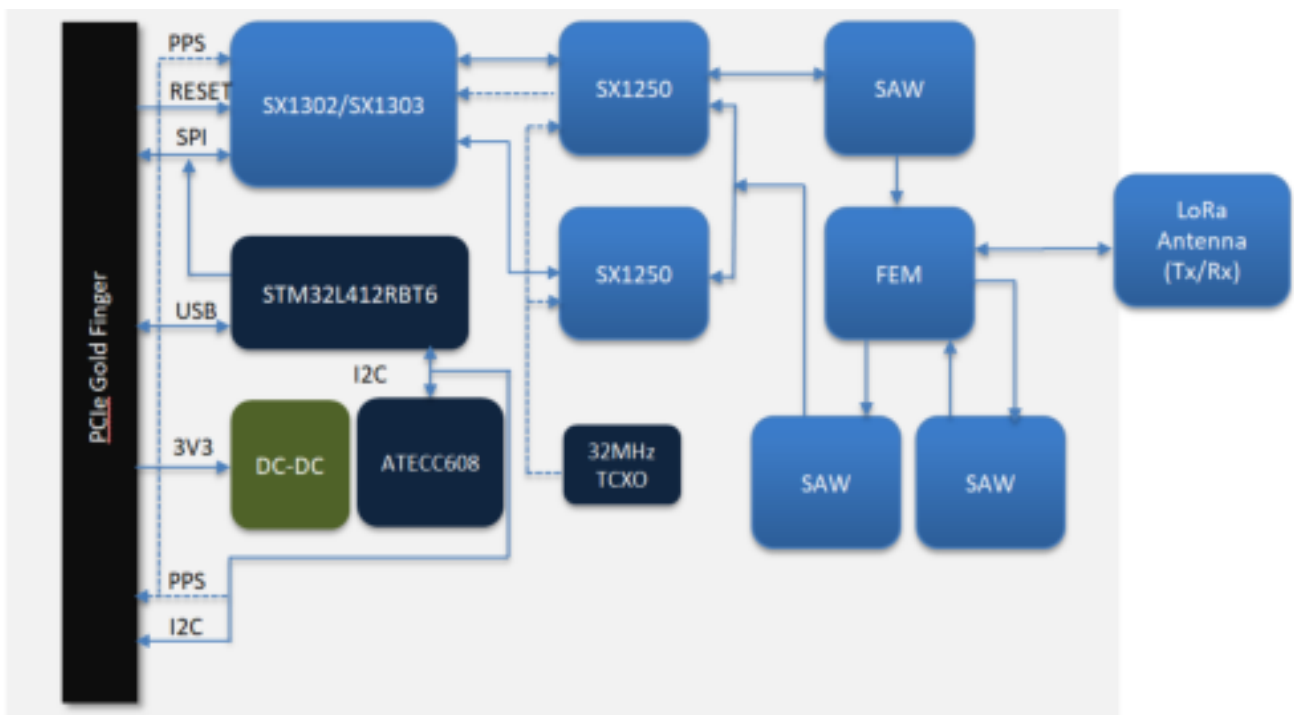 PPS
RESET
SPI
SX1302/SX1303
SX1250
SAW
LoRa
Antenna
(Tx/Rx)
SX1250
FEM
STM32L412RBT6
USB
PCIe Gold Finger
I2C
3V3
DC-DC
ATECC608
32MHz
TCXO
SAW
SAW
PPS
I2C